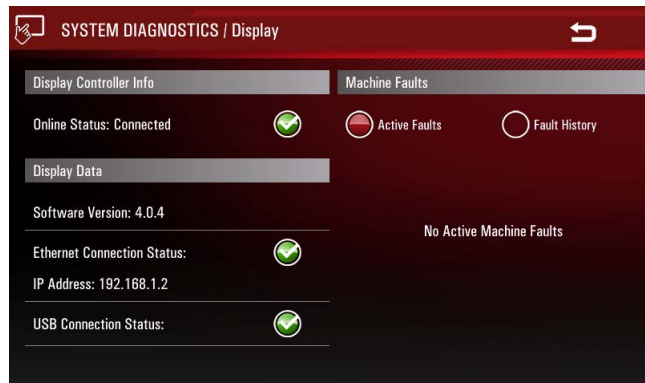 SYSTEM DIAGNOSTICS / Display
Display Controller Info
Online Status: Connected
Display Data
Software Version: 4.0.4
Ethernet Connection Status:
IP Address: 192.168.1.2
USB Connection Status:
Machine Faults
Active Faults
Fault History
No Active Machine Faults